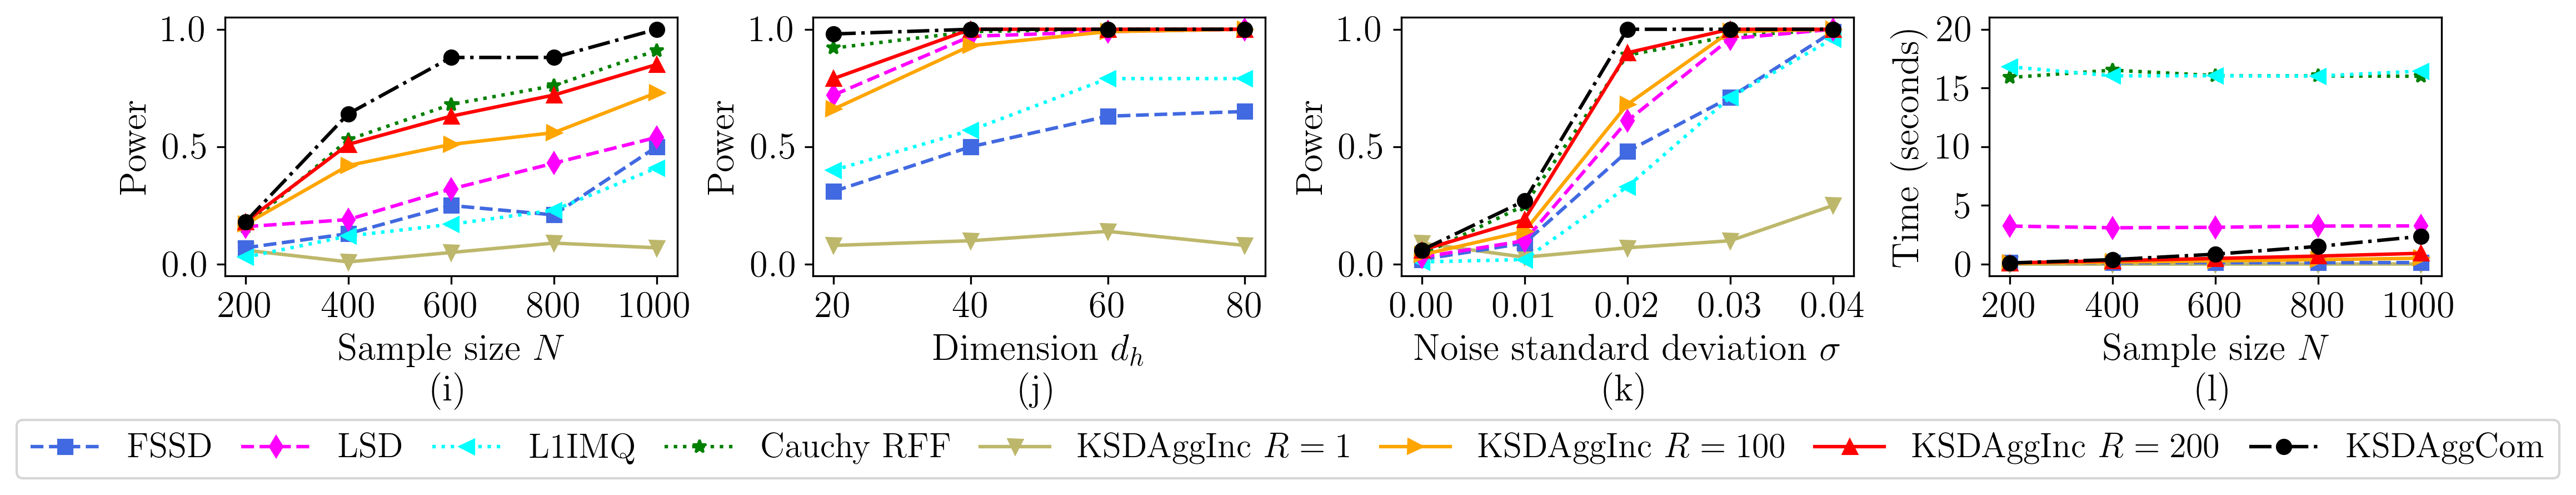 1.0
0.5
0.0
Power
200 400 600 800 1000
Sample size N
(i)
1.0
0.5
0.0
Power
20 40 60 80
Dimension d_h
(j)
1.0
0.5
0.0
Power
0.00 0.01 0.02 0.03 0.04
Noise standard deviation σ
(k)
20
15
10
5
0
Time (seconds)
200 400 600 800 1000
Sample size N
(l)
FSSD LSD L1IMQ Cauchy RFF KSDAggInc R = 1 KSDAggInc R = 100 KSDAggInc R = 200 KSDAggCom